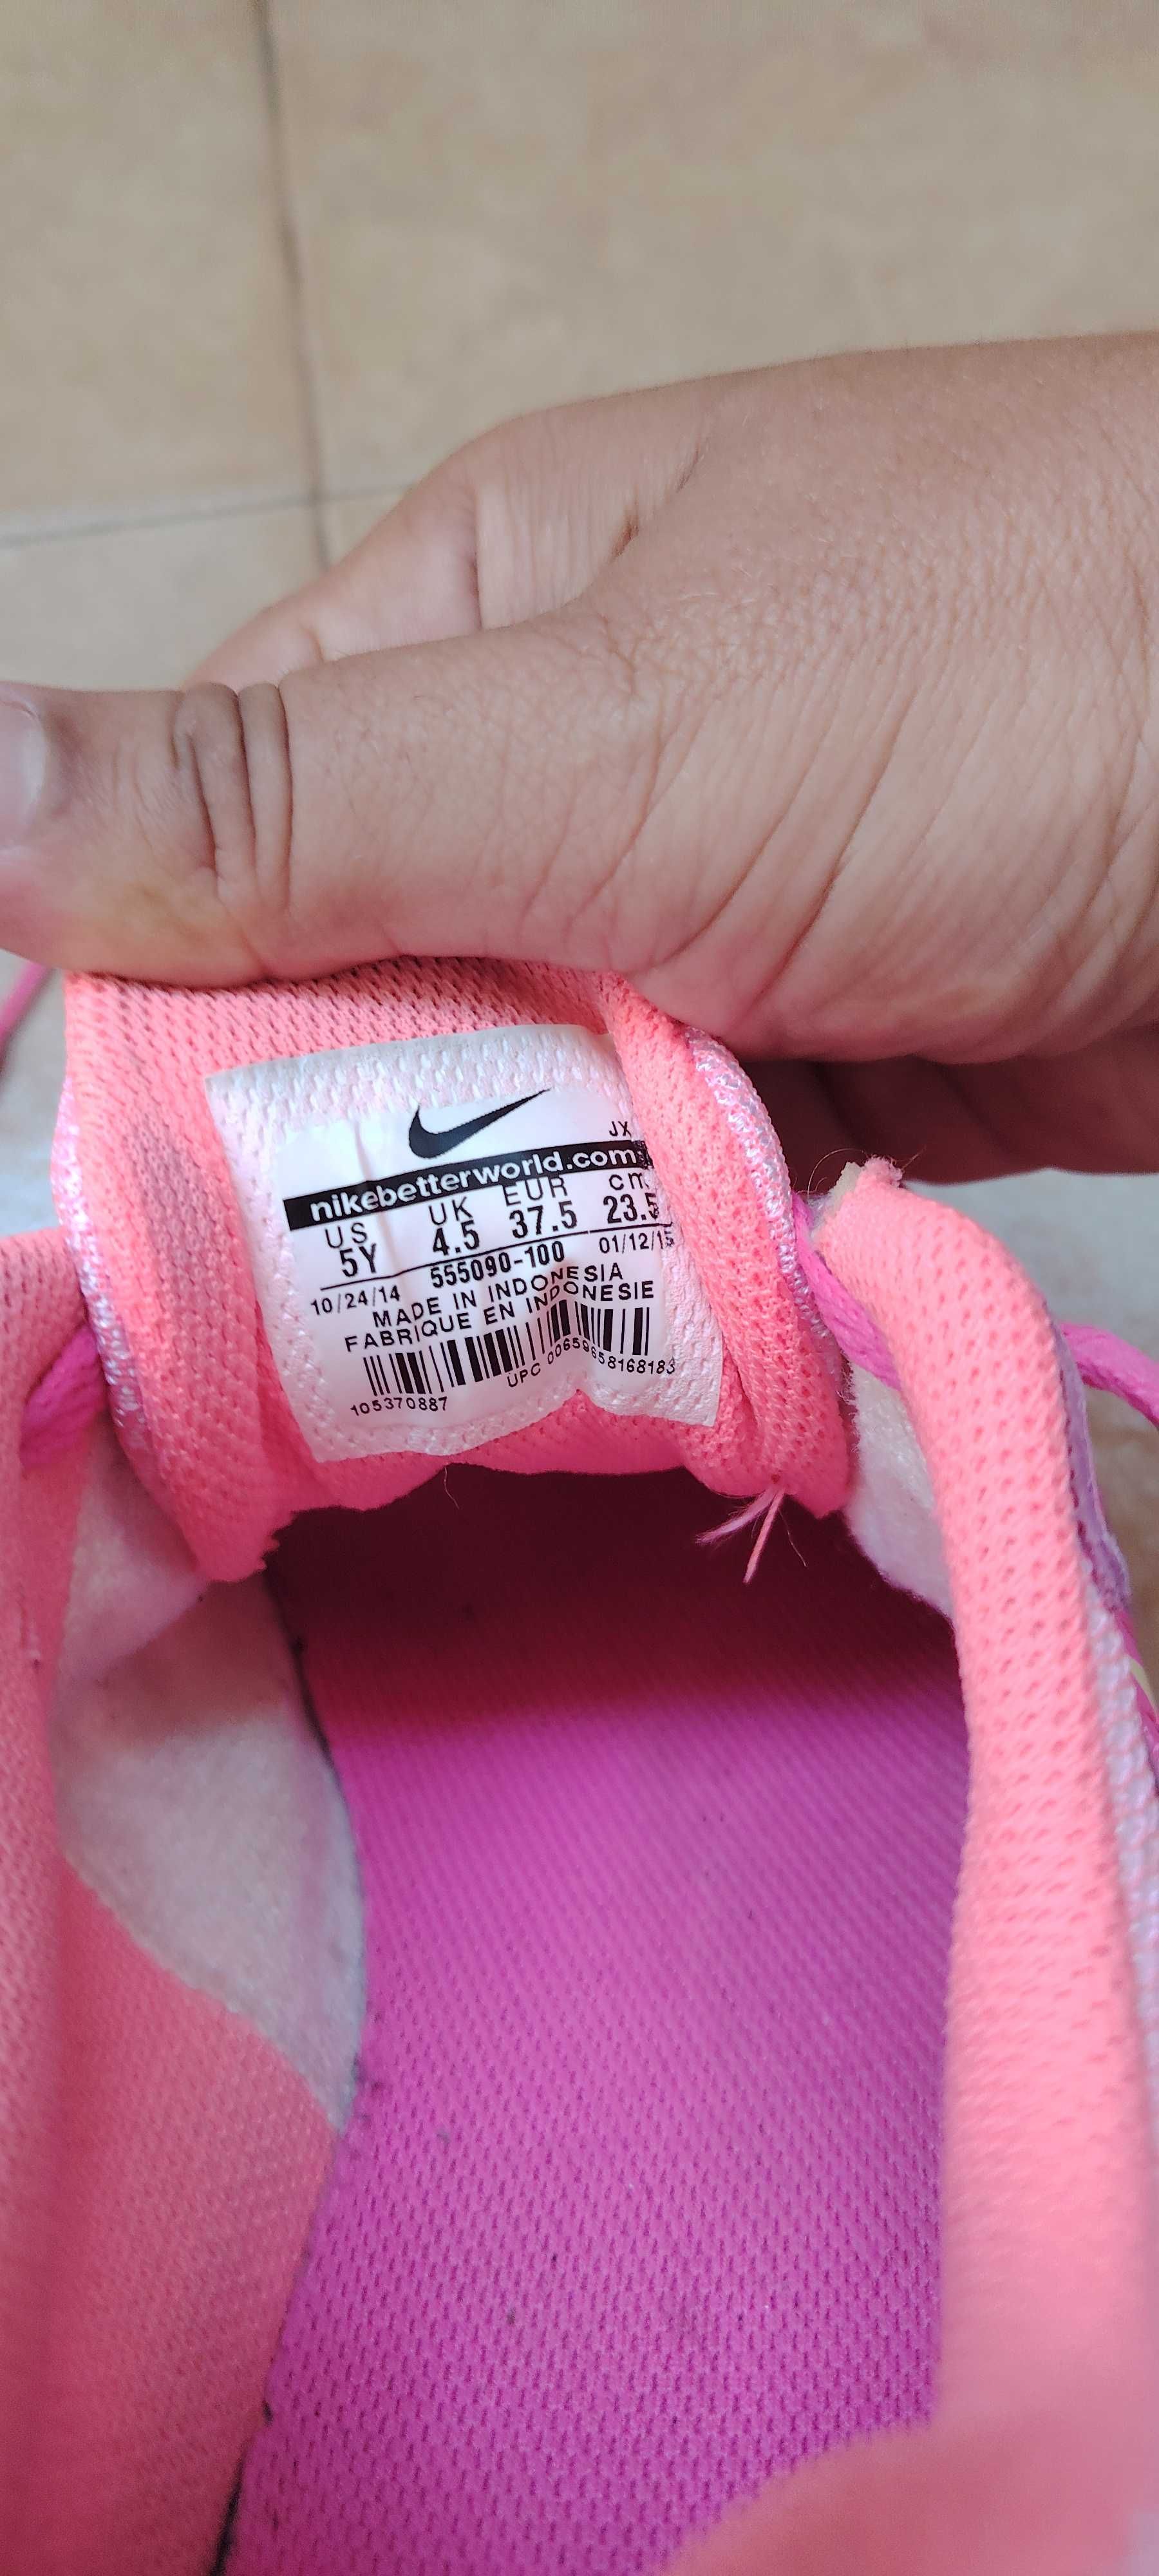 JX
nikebetterworld.com
US UK EUR cm
5Y 4.5 37.5 23.5
10/24/14 555090-100 01/12/15
MADE IN INDONESIA
FABRIQUE EN INDONESIE
105370887 UPC 00659658168183